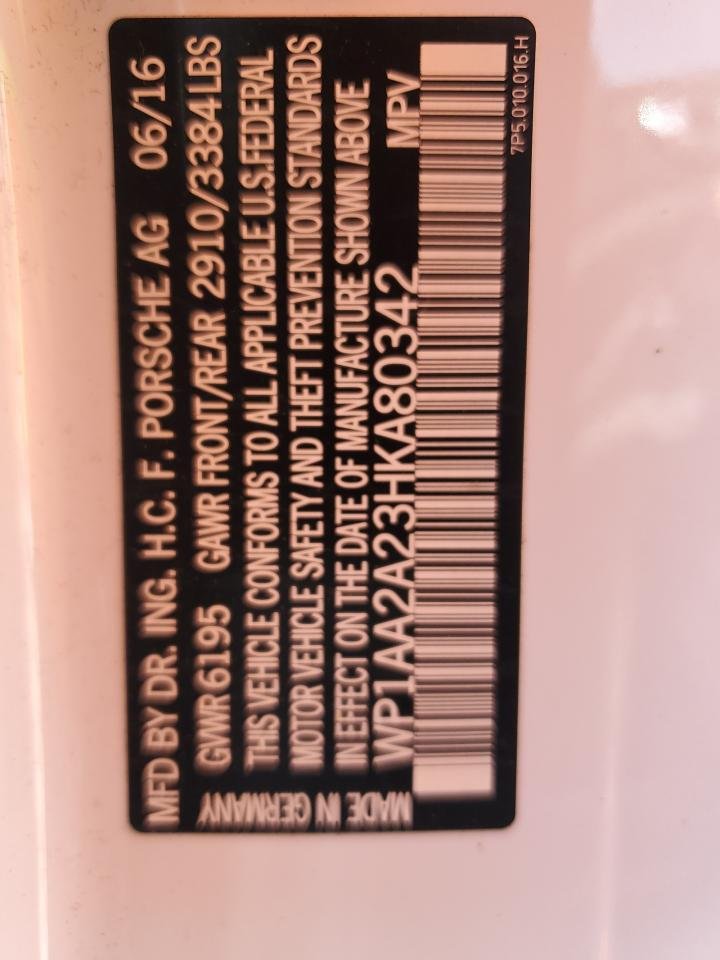 MFD BY DR. ING. H.C. F. PORSCHE AG 06/16
GVWR 6195 GAWR FRONT/REAR 2910/3384 LBS
THIS VEHICLE CONFORMS TO ALL APPLICABLE U.S.FEDERAL
MOTOR VEHICLE SAFETY AND THEFT PREVENTION STANDARDS
IN EFFECT ON THE DATE OF MANUFACTURE SHOWN ABOVE
WP1AA2A23HKA80342 MPV
MADE IN GERMANY
7P5.010.016.H